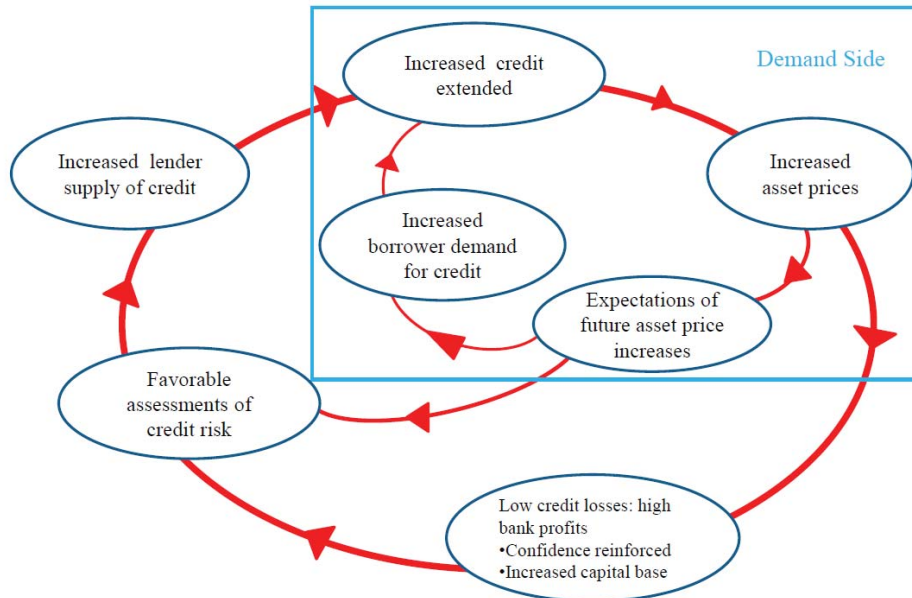 Demand Side
Increased credit
extended
Increased lender
supply of credit
Increased
asset prices
Increased
borrower demand
for credit
Expectations of
future asset price
increases
Favorable
assessments of
credit risk
Low credit losses: high
bank profits
•Confidence reinforced
•Increased capital base